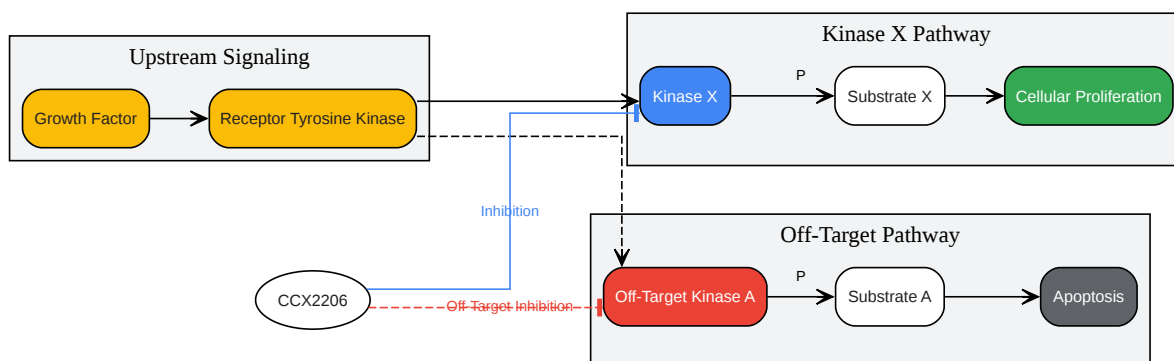 Kinase X Pathway
Upstream Signaling
Growth Factor
Receptor Tyrosine Kinase
Kinase X
P
Substrate X
Cellular Proliferation
Inhibition
Off-Target Pathway
CCX2206
Off-Target Inhibition
Off-Target Kinase A
P
Substrate A
Apoptosis